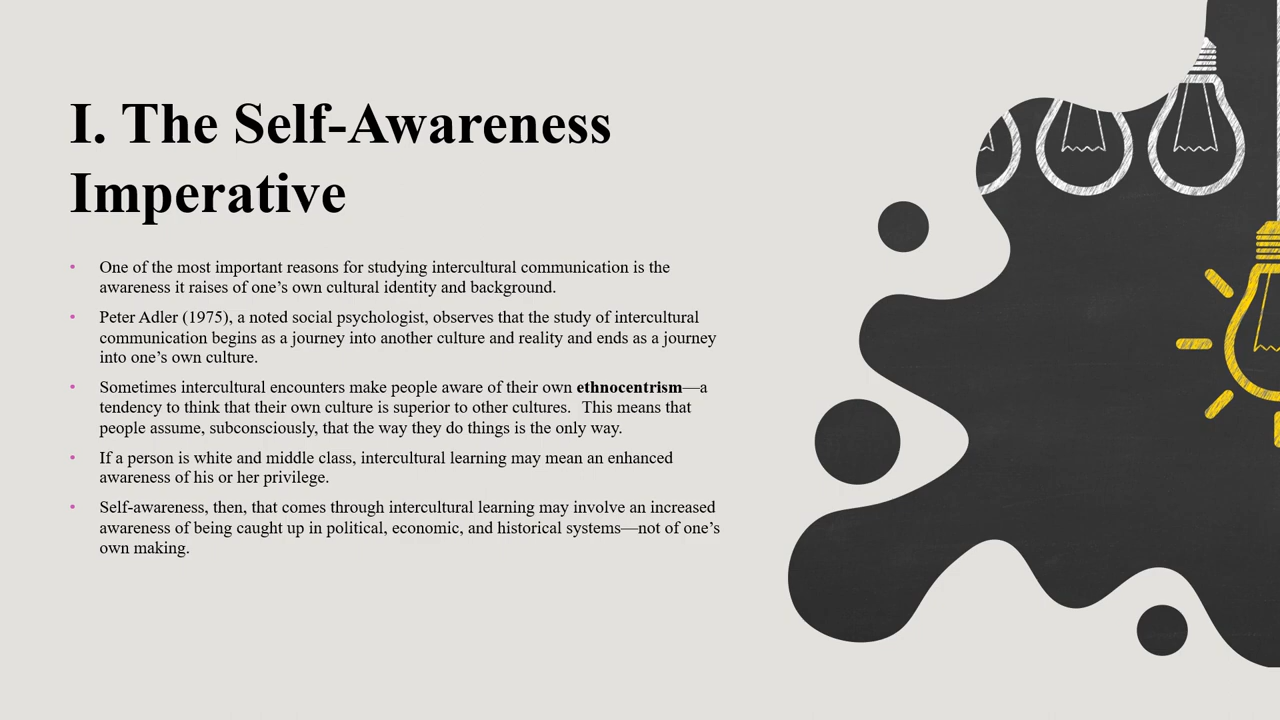 I. The Self-Awareness
Imperative
• One of the most important reasons for studying intercultural communication is the
awareness it raises of one’s own cultural identity and background.
• Peter Adler (1975), a noted social psychologist, observes that the study of intercultural
communication begins as a journey into another culture and reality and ends as a journey
into one’s own culture.
• Sometimes intercultural encounters make people aware of their own ethnocentrism—a
tendency to think that their own culture is superior to other cultures.  This means that
people assume, subconsciously, that the way they do things is the only way.
• If a person is white and middle class, intercultural learning may mean an enhanced
awareness of his or her privilege.
• Self-awareness, then, that comes through intercultural learning may involve an increased
awareness of being caught up in political, economic, and historical systems—not of one’s
own making.